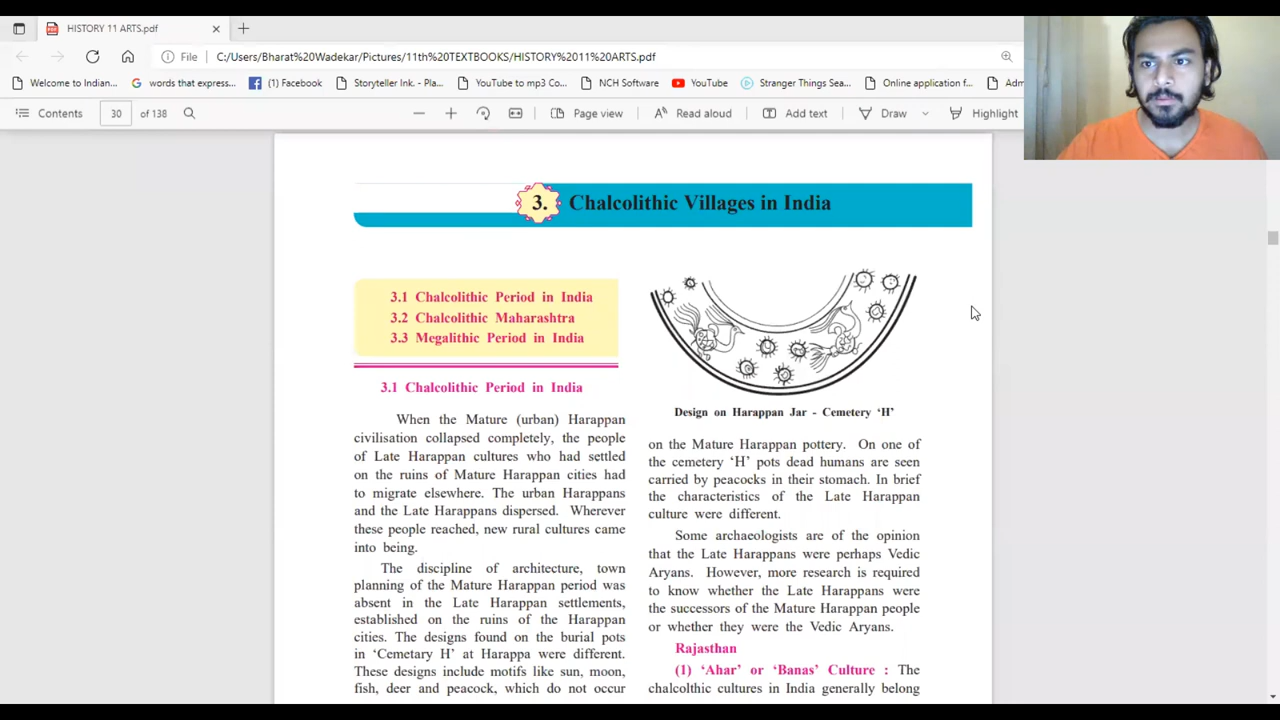 HISTORY 11 ARTS.pdf
File
C:/Users/Bharat%20Wadekar/Pictures/11th%20TEXTBOOKS/HISTORY%2011%20ARTS.pdf
Welcome to Indian...
words that express...
(1) Facebook
Storyteller Ink. - Pla...
YouTube to mp3 Co...
NCH Software
YouTube
Stranger Things Sea...
Online application f...
Adm
Contents
30
of 138
Page view
Read aloud
Add text
Draw
Highlight
3. Chalcolithic Villages in India
3.1 Chalcolithic Period in India
3.2 Chalcolithic Maharashtra
3.3 Megalithic Period in India
3.1 Chalcolithic Period in India
When the Mature (urban) Harappan
civilisation collapsed completely, the people
of Late Harappan cultures who had settled
on the ruins of Mature Harappan cities had
to migrate elsewhere. The urban Harappans
and the Late Harappans dispersed. Wherever
these people reached, new rural cultures came
into being.
The discipline of architecture, town
planning of the Mature Harappan period was
absent in the Late Harappan settlements,
established on the ruins of the Harappan
cities. The designs found on the burial pots
in ‘Cemetary H’ at Harappa were different.
These designs include motifs like sun, moon,
fish, deer and peacock, which do not occur
Design on Harappan Jar - Cemetery ‘H’
on the Mature Harappan pottery. On one of
the cemetery ‘H’ pots dead humans are seen
carried by peacocks in their stomach. In brief
the characteristics of the Late Harappan
culture were different.
Some archaeologists are of the opinion
that the Late Harappans were perhaps Vedic
Aryans. However, more research is required
to know whether the Late Harappans were
the successors of the Mature Harappan people
or whether they were the Vedic Aryans.
Rajasthan
(1) ‘Ahar’ or ‘Banas’ Culture : The
chalcolthic cultures in India generally belong